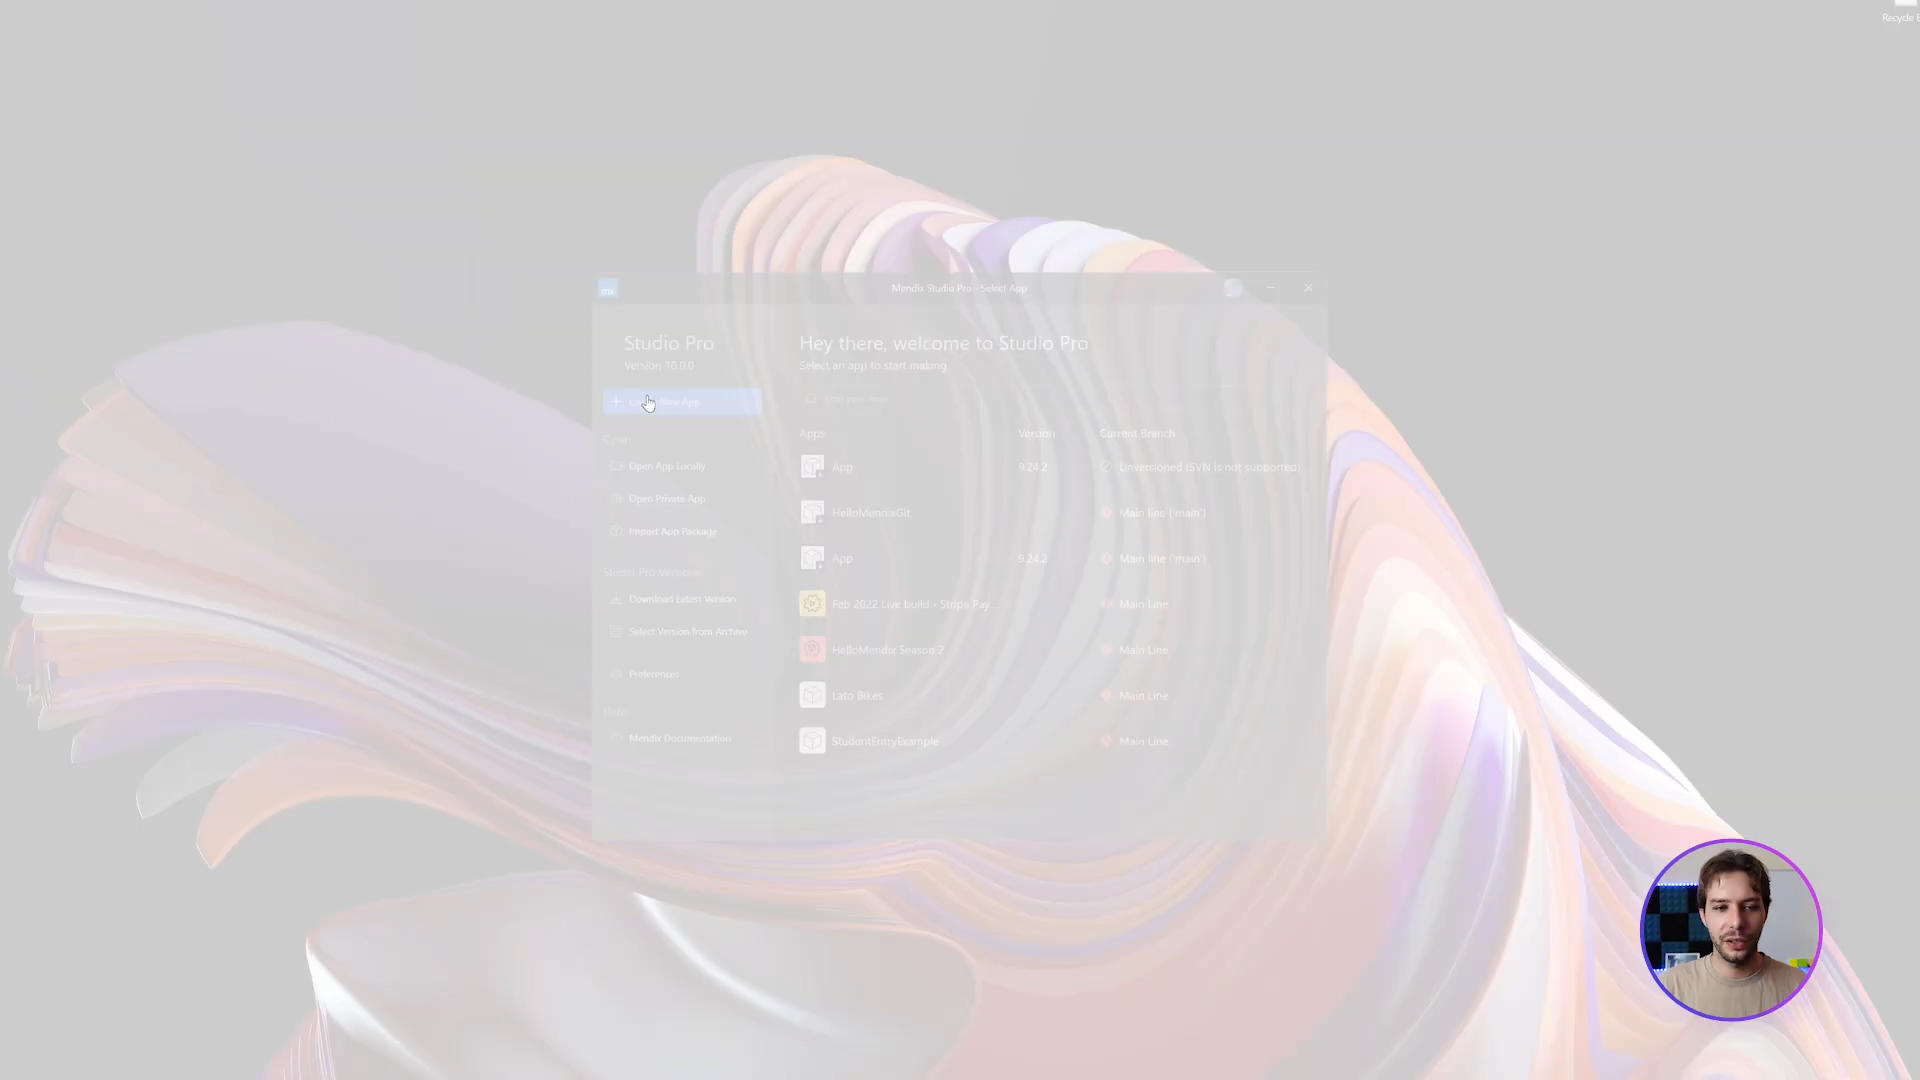 Recycle B
mx
Mendix Studio Pro - Select App
Studio Pro
Version 10.0.0
Hey there, welcome to Studio Pro
Select an app to start making
New App
Open
Open App Locally
Open Private App
Import App Package
Studio Pro Versions
Download Latest Version
Select Version from Archive
Preferences
Mendix Documentation
Apps Version Current Branch
App 9.24.2 Unversioned (SVN is not supported)
HelloMendixGit Main line ('main')
App 9.24.2 Main line ('main')
Feb 2022 Live build - Stripe Pay... Main Line
HelloMendix Season 2 Main Line
Lato Bikes Main Line
StudentEntryExample Main Line